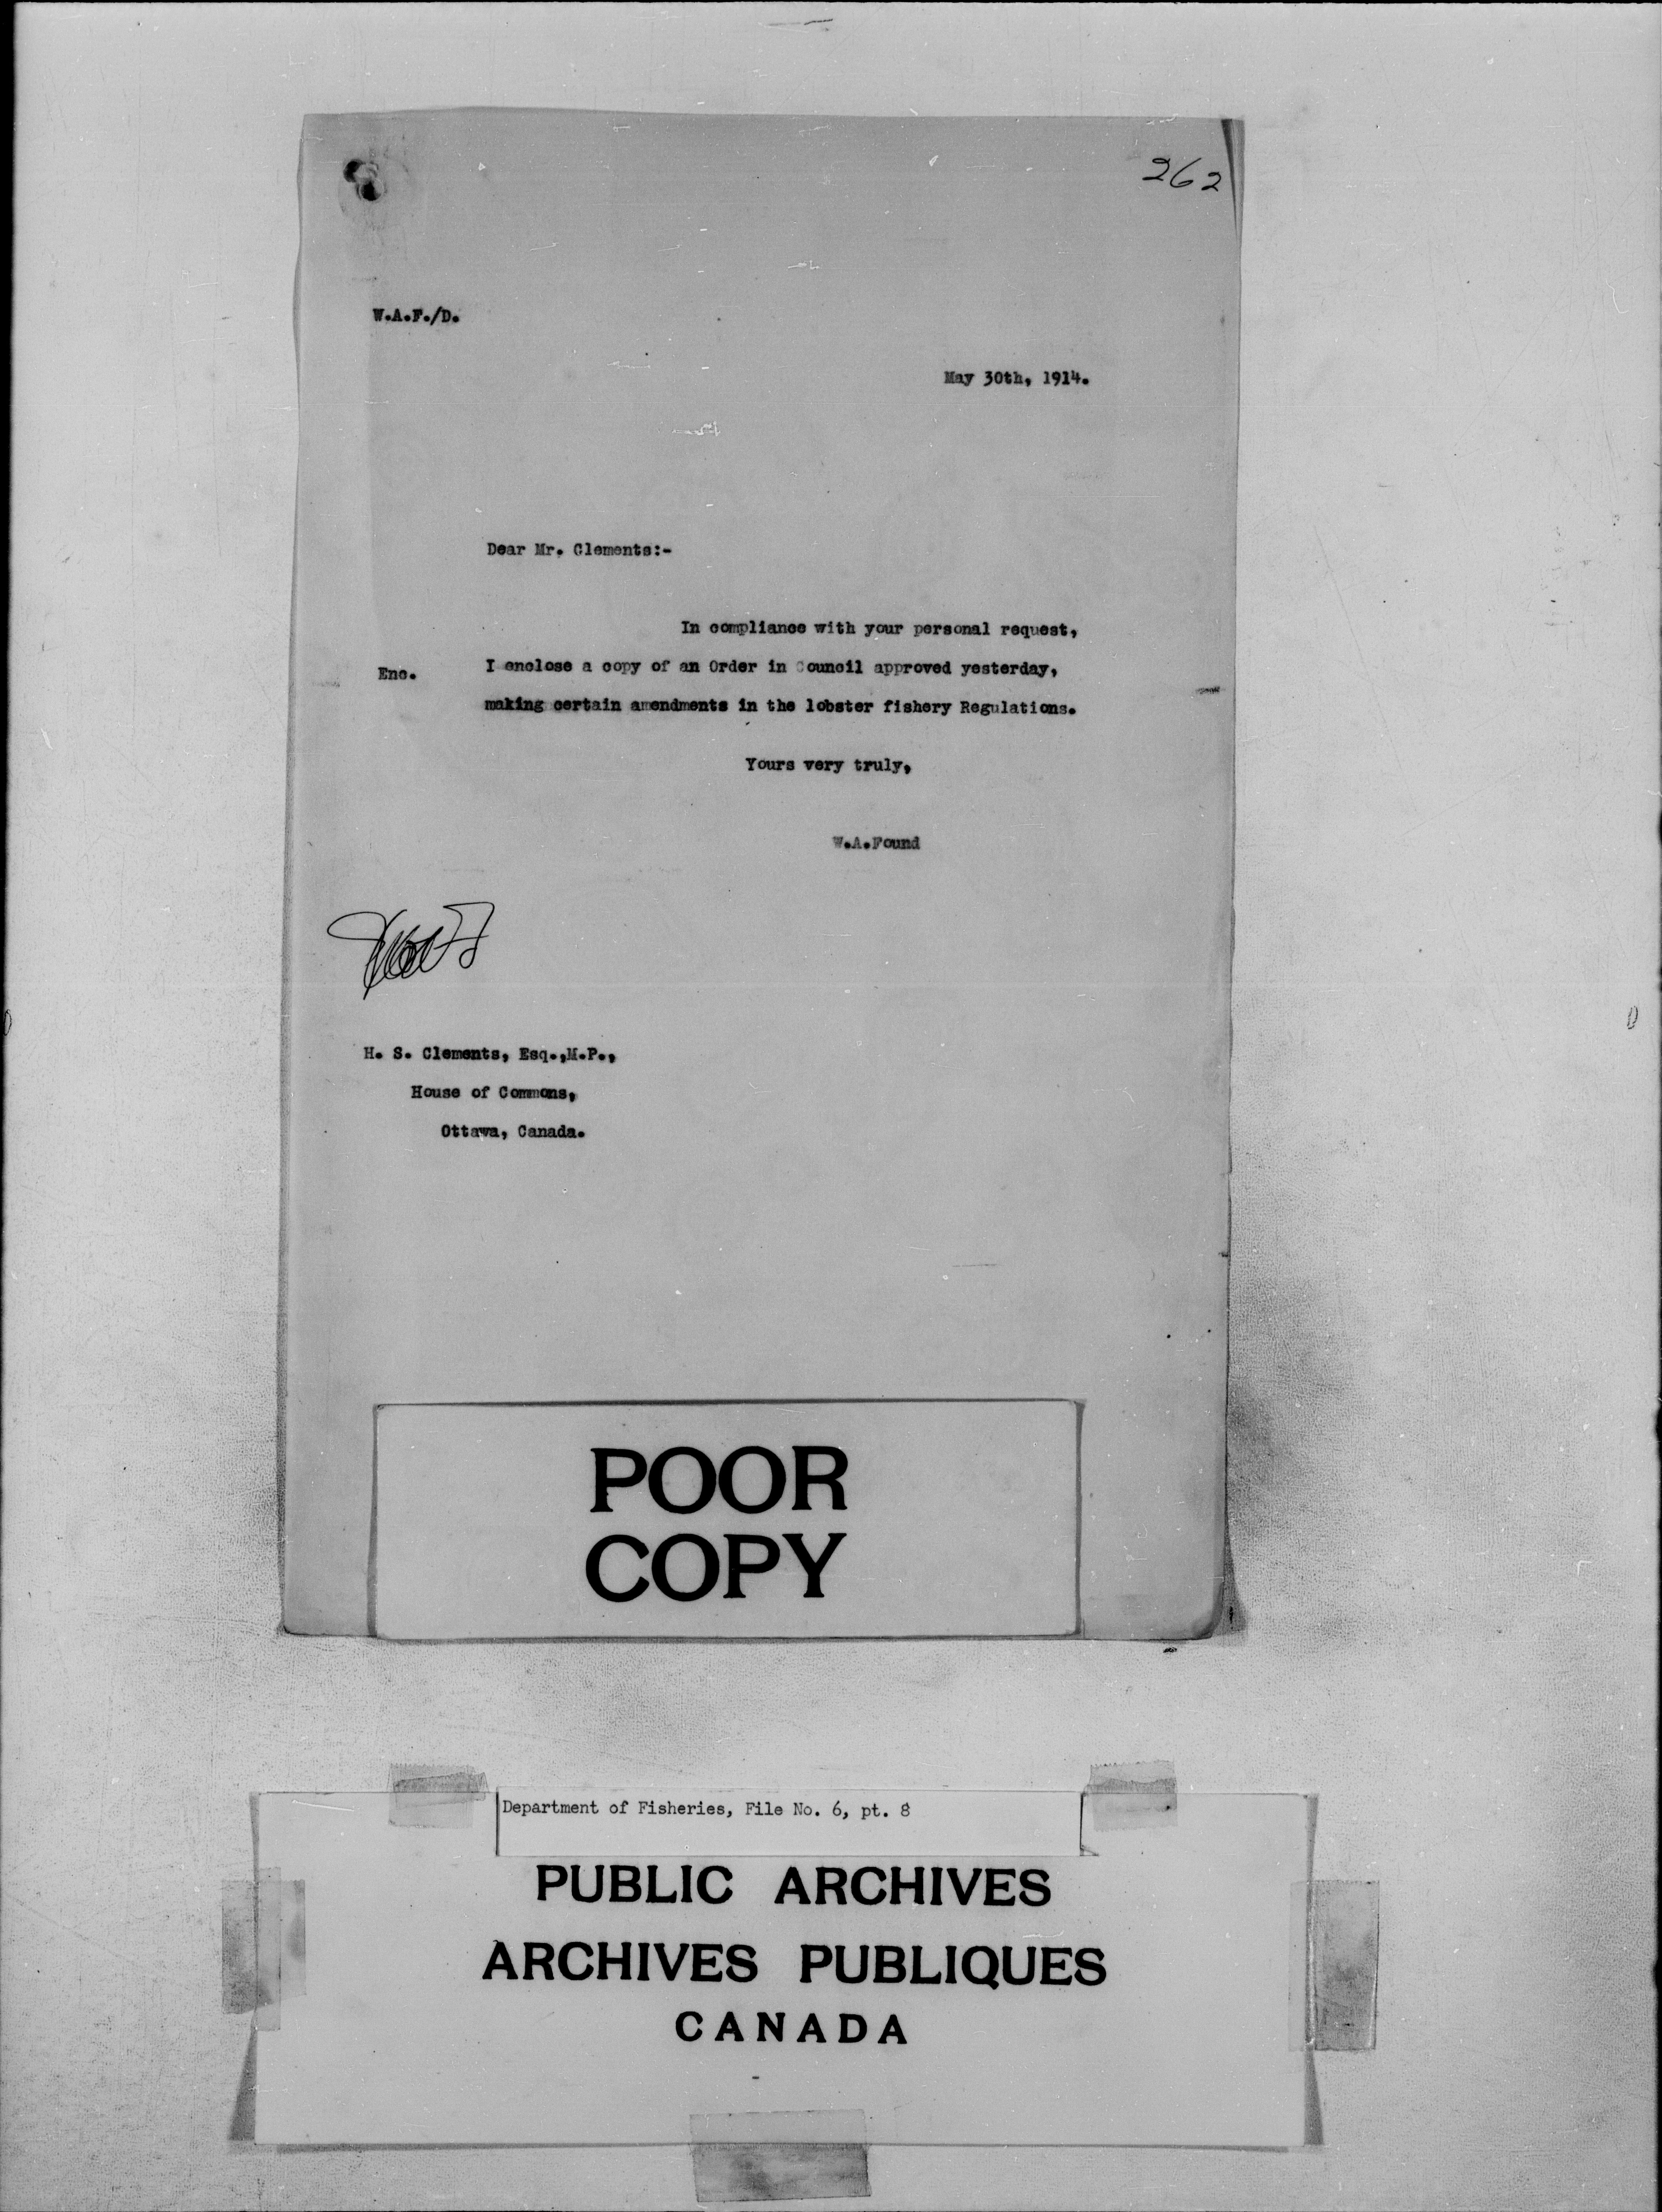 262
W.A.F./D.
May 30th, 1914.
Dear Mr. Clements:-
In compliance with your personal request,
Enc. I enclose a copy of an Order in Council approved yesterday,
making certain amendments in the lobster fishery Regulations.
Yours very truly,
W.A.Found
H. S. Clements, Esq.,M.P.,
House of Commons,
Ottawa, Canada.
POOR
COPY
Department of Fisheries, File No. 6, pt. 8
PUBLIC ARCHIVES
ARCHIVES PUBLIQUES
CANADA